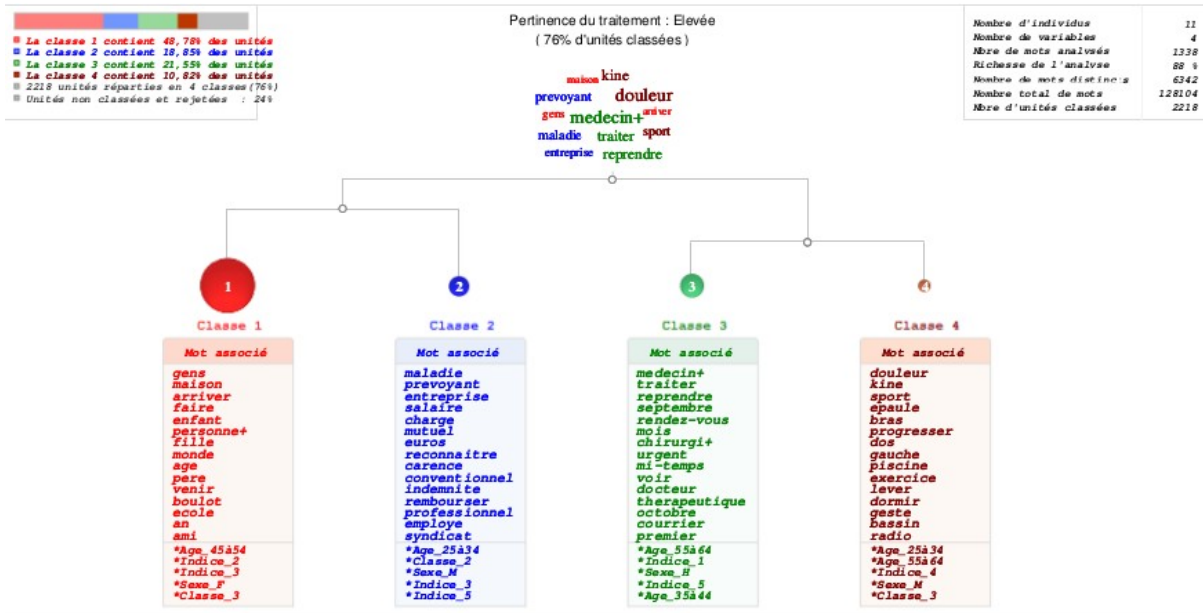 La classe 1 contient 48,78% des unités
La classe 2 contient 18,85% des unités
La classe 3 contient 21,55% des unités
La classe 4 contient 10,82% des unités
2218 unités réparties en 4 classes(76%)
Unités non classées et rejetées : 24%
Pertinence du traitement : Elevée
( 76% d'unités classées )
Nombre d'individus 11
Nombre de variables 4
Nbre de mots analysés 1338
Richesse de l'analyse 88 %
Nombre de mots distincts 6342
Nombre total de mots 128104
Nbre d'unités classées 2218
maison kine
prevoyant douleur
gens medecin+ arriver
maladie traiter sport
entreprise reprendre
1
2
3
4
Classe 1
Mot associé
gens
maison
arriver
faire
enfant
personne+
fille
monde
age
pere
venir
boulot
ecole
an
ami
*Age_45à54
*Indice_2
*Indice_3
*Sexe_F
*Classe_3
Classe 2
Mot associé
maladie
prevoyant
entreprise
salaire
charge
mutuel
euros
reconnaitre
carence
conventionnel
indemnite
rembourser
professionnel
employe
syndicat
*Age_25à34
*Classe_2
*Sexe_M
*Indice_3
*Indice_5
Classe 3
Mot associé
medecin+
traiter
reprendre
septembre
rendez-vous
mois
chirurgi+
urgent
mi-temps
voir
docteur
therapeutique
octobre
courrier
premier
*Age_55à64
*Indice_1
*Sexe_H
*Indice_5
*Age_35à44
Classe 4
Mot associé
douleur
kine
sport
epaule
bras
progresser
dos
gauche
piscine
exercice
lever
dormir
geste
bassin
radio
*Age_25à34
*Age_55à64
*Indice_4
*Sexe_M
*Classe_3